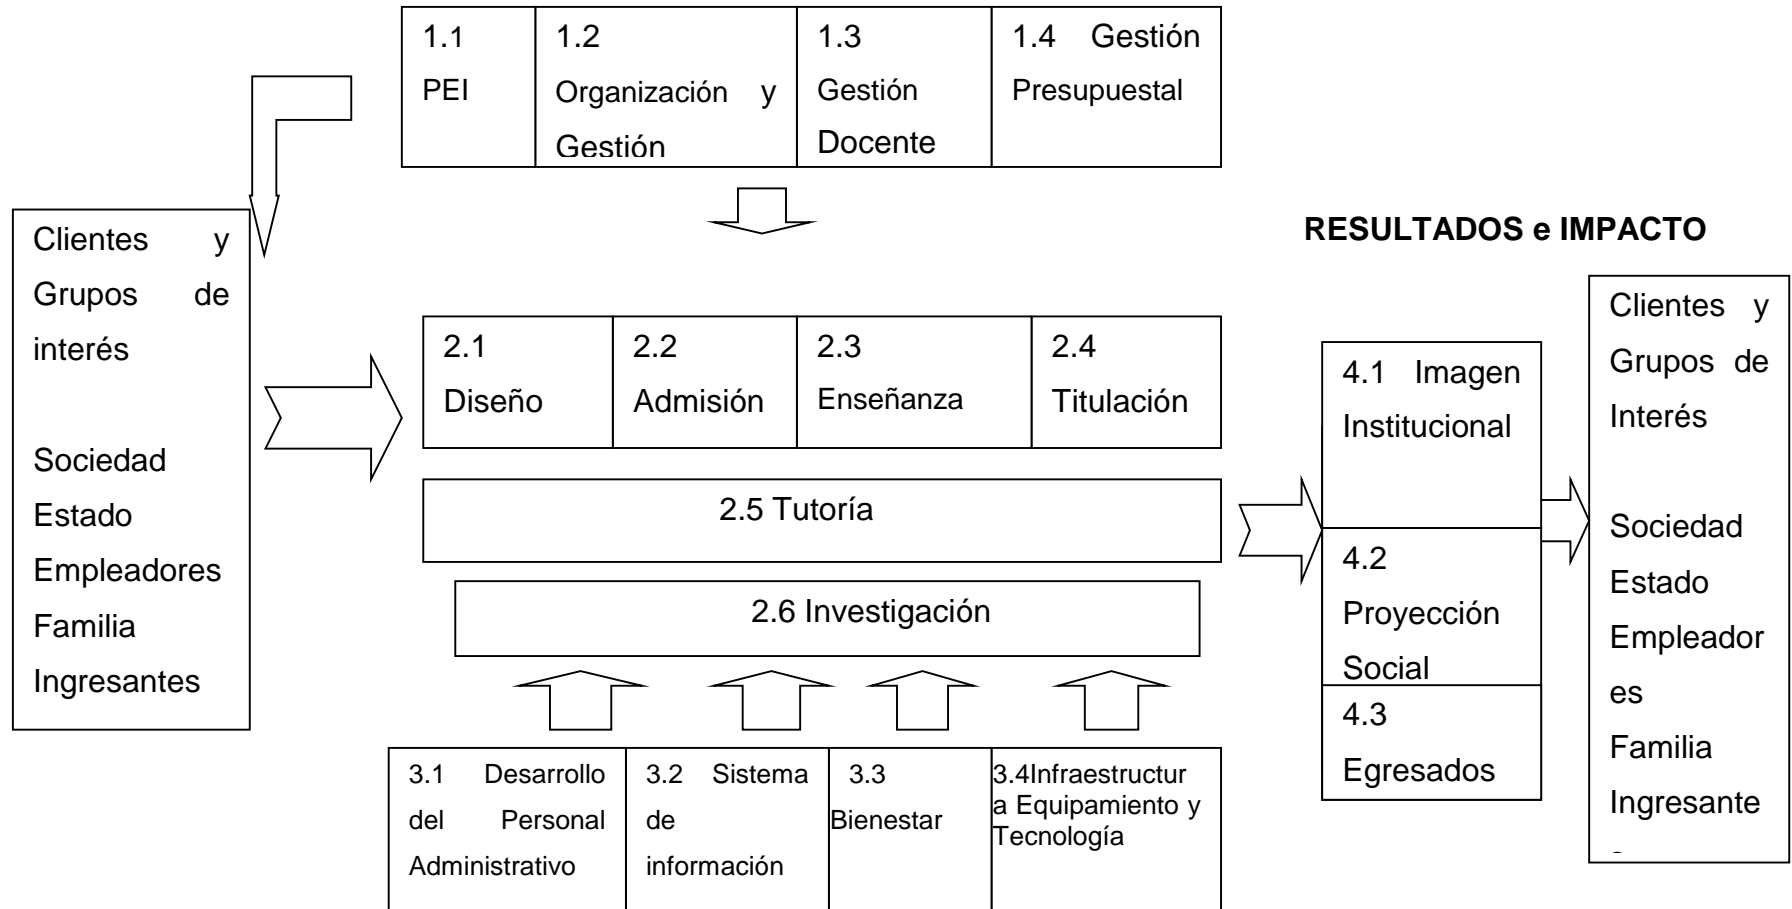 1.1
PEI
1.2
Organización y
Gestión
1.3
Gestión
Docente
1.4 Gestión
Presupuestal
Clientes y
Grupos de
interés
Sociedad
Estado
Empleadores
Familia
Ingresantes
2.1
Diseño
2.2
Admisión
2.3
Enseñanza
2.4
Titulación
2.5 Tutoría
2.6 Investigación
3.1 Desarrollo
del Personal
Administrativo
3.2 Sistema
de
información
3.3
Bienestar
3.4Infraestructur
a Equipamiento y
Tecnología
RESULTADOS e IMPACTO
4.1 Imagen
Institucional
4.2
Proyección
Social
4.3
Egresados
Clientes y
Grupos de
Interés
Sociedad
Estado
Empleador
es
Familia
Ingresante